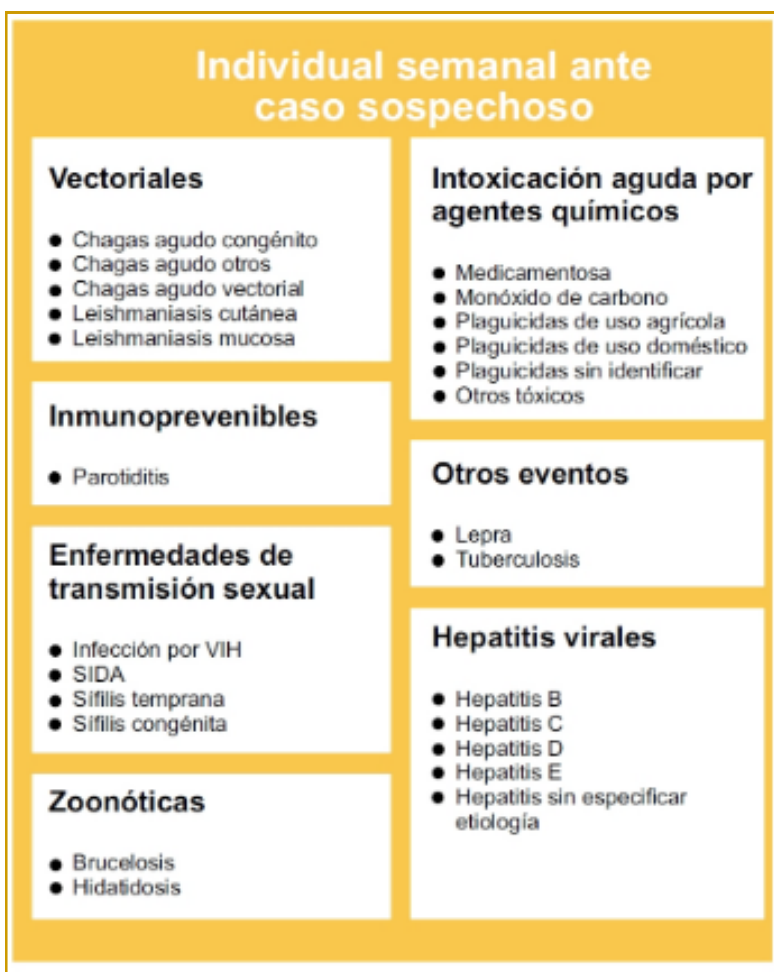 Individual semanal ante
caso sospechoso
Vectoriales
● Chagas agudo congénito
● Chagas agudo otros
● Chagas agudo vectorial
● Leishmaniasis cutánea
● Leishmaniasis mucosa
Inmunoprevenibles
● Parotiditis
Enfermedades de
transmisión sexual
● Infección por VIH
● SIDA
● Sífilis temprana
● Sífilis congénita
Zoonóticas
● Brucelosis
● Hidatidosis
Intoxicación aguda por
agentes químicos
● Medicamentosa
● Monóxido de carbono
● Plaguicidas de uso agrícola
● Plaguicidas de uso doméstico
● Plaguicidas sin identificar
● Otros tóxicos
Otros eventos
● Lepra
● Tuberculosis
Hepatitis virales
● Hepatitis B
● Hepatitis C
● Hepatitis D
● Hepatitis E
● Hepatitis sin especificar
etiología